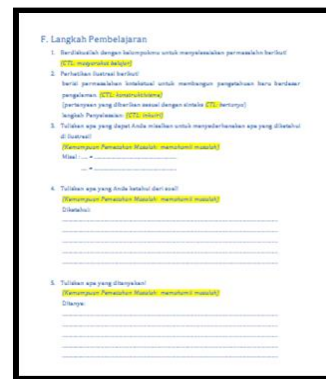 F. Langkah Pembelajaran
1. Berdiskusilah dengan kelompokmu untuk menyelesaikan permasalahn berikut!
(CTL: masyarakat belajar)
2. Perhatikan ilustrasi berikut!
berisi permasalahan kontekstual untuk membangun pengetahuan baru berdasar
pengalaman. (CTL: konstruktivisme)
(pertanyaan yang diberikan sesuai dengan sintaks CTL: bertanya)
langkah Penyelesaian: (CTL: inkuiri)
3. Tuliskan apa yang dapat Anda misalkan untuk menyederhanakan apa yang diketahui
di ilustrasi!
(Kemampuan Pemecahan Masalah: memahami masalah)
Misal : ... = ................................
... = ................................
4. Tuliskan apa yang Anda ketahui dari soal!
(Kemampuan Pemecahan Masalah: memahami masalah)
Diketahui:
5. Tuliskan apa yang ditanyakan!
(Kemampuan Pemecahan Masalah: memahami masalah)
Ditanya: